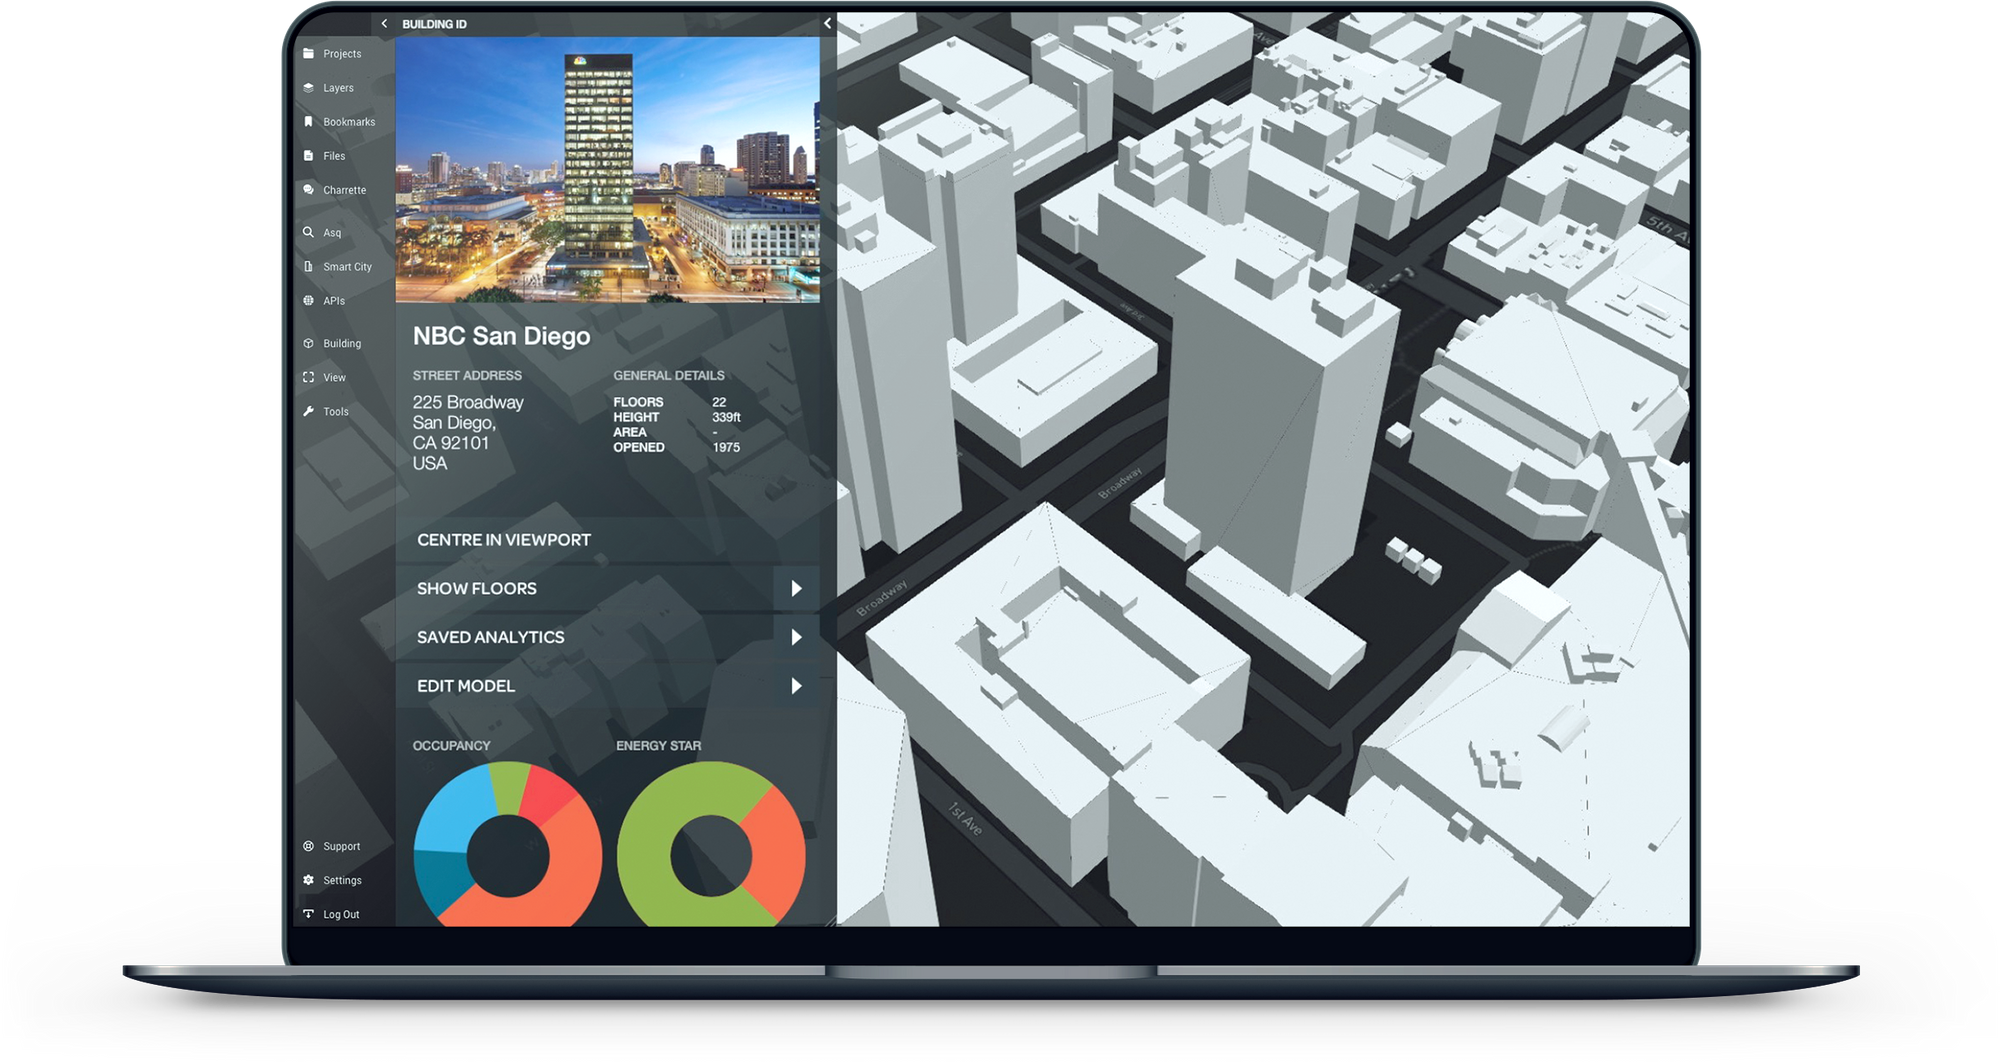 BUILDING ID
Projects
Layers
Bookmarks
Files
Charrette
Asq
Smart City
APIs
Building
View
Tools
Support
Settings
Log Out
NBC San Diego
STREET ADDRESS
225 Broadway
San Diego,
CA 92101
USA
GENERAL DETAILS
FLOORS 22
HEIGHT 339ft
AREA -
OPENED 1975
CENTRE IN VIEWPORT
SHOW FLOORS
SAVED ANALYTICS
EDIT MODEL
OCCUPANCY
ENERGY STAR
Ave
5th A
Broadway
Broadway
1st Ave